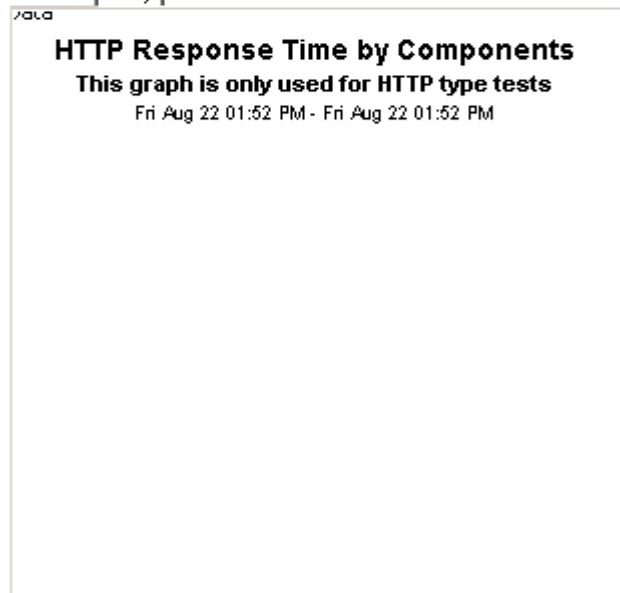 HTTP Response Time by Components
This graph is only used for HTTP type tests
Fri Aug 22 01:52 PM - Fri Aug 22 01:52 PM